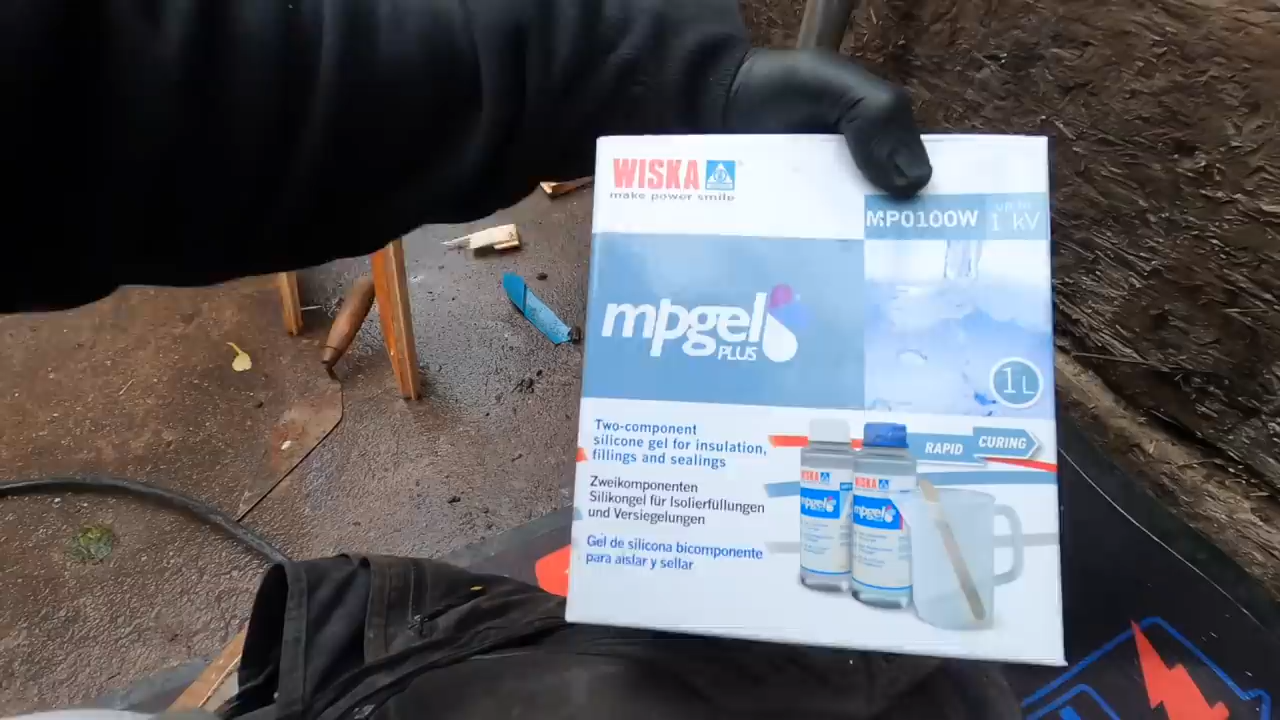 WISKA
make power smile
MP0100W
up to
1 kV
mpgel
PLUS
1L
Two-component
silicone gel for insulation,
fillings and sealings
RAPID CURING
Zweikomponenten
Silikongel für Isolierfüllungen
und Versiegelungen
Gel de silicona bicomponente
para aislar y sellar
WISKA
mpgel
WISKA
mpgel